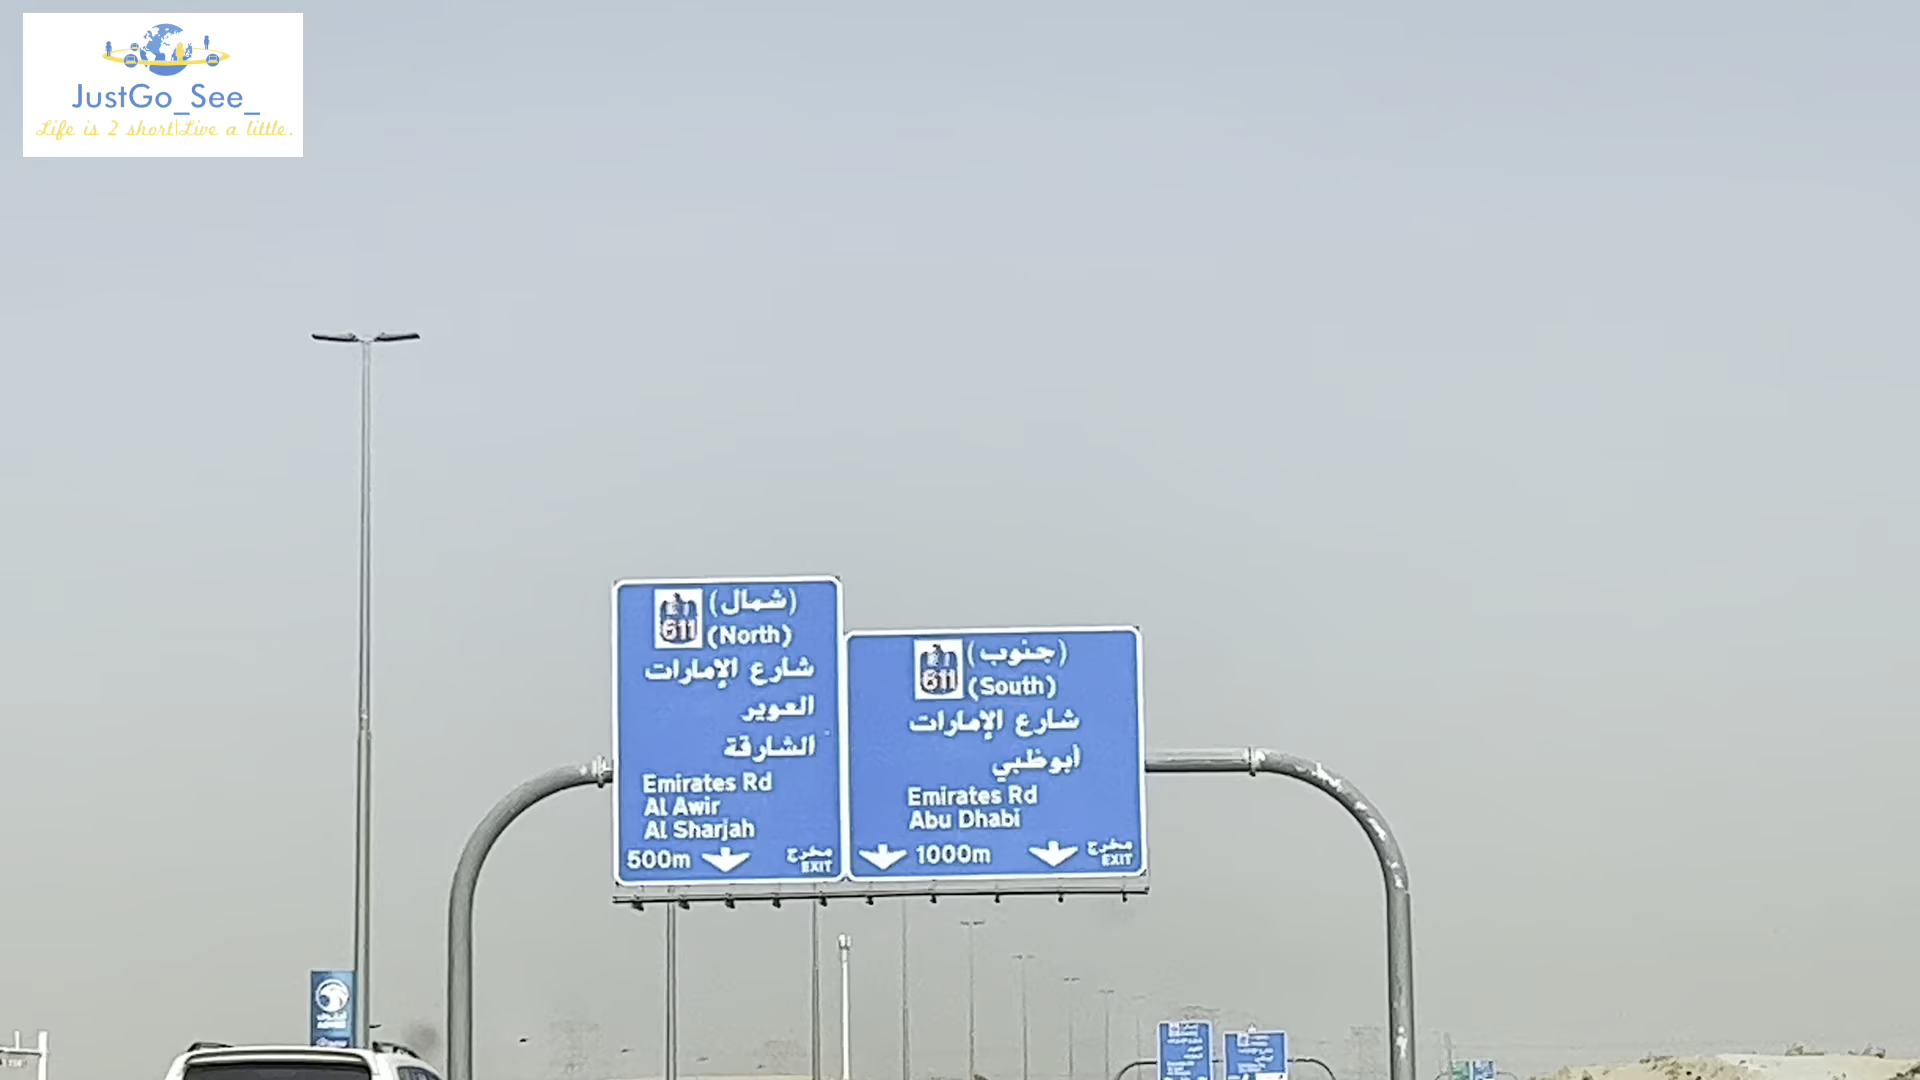 JustGo_See_
Life is 2 short|Live a little.
611
(شمال)
(North)
شارع الإمارات
العوير
الشارقة
Emirates Rd
Al Awir
Al Sharjah
500m
مخرج
EXIT
611
(جنوب)
(South)
شارع الإمارات
أبوظبي
Emirates Rd
Abu Dhabi
1000m
مخرج
EXIT